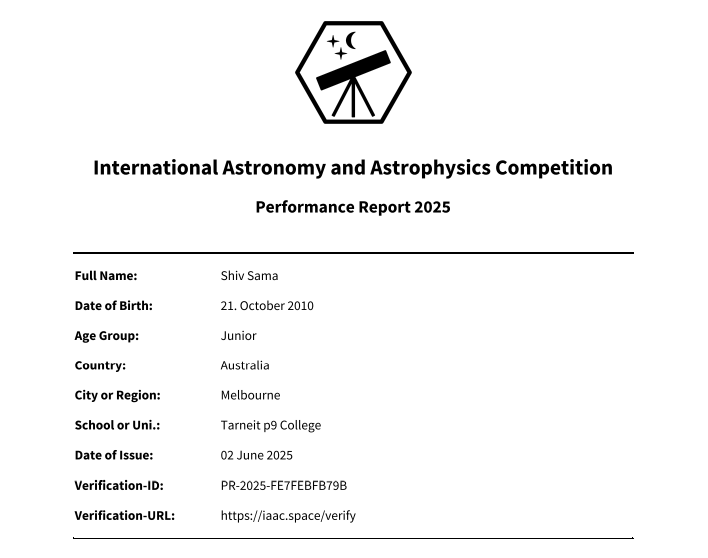 International Astronomy and Astrophysics Competition
Performance Report 2025
Full Name: Shiv Sama
Date of Birth: 21. October 2010
Age Group: Junior
Country: Australia
City or Region: Melbourne
School or Uni.: Tarneit p9 College
Date of Issue: 02 June 2025
Verification-ID: PR-2025-FE7FEBFB79B
Verification-URL: https://iaac.space/verify